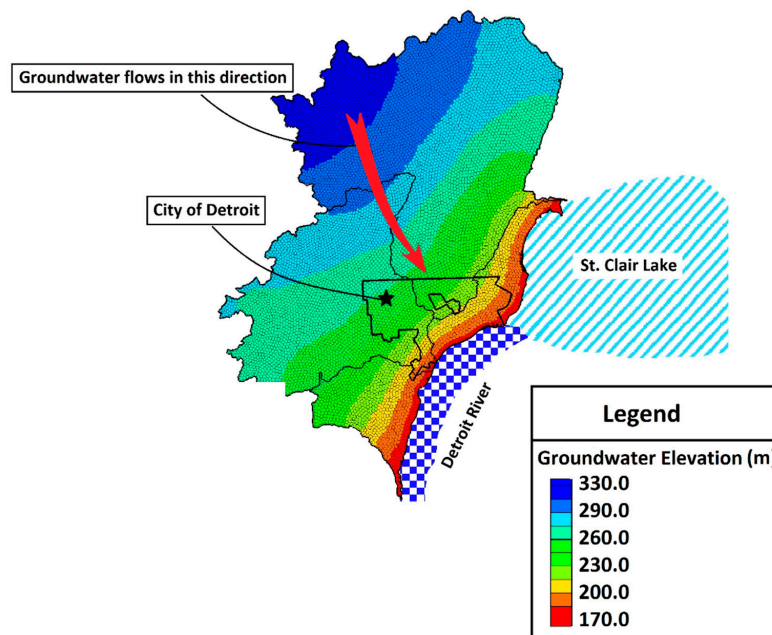 Groundwater flows in this direction
City of Detroit
St. Clair Lake
Detroit River
Legend
Groundwater Elevation (m)
330.0
290.0
260.0
230.0
200.0
170.0